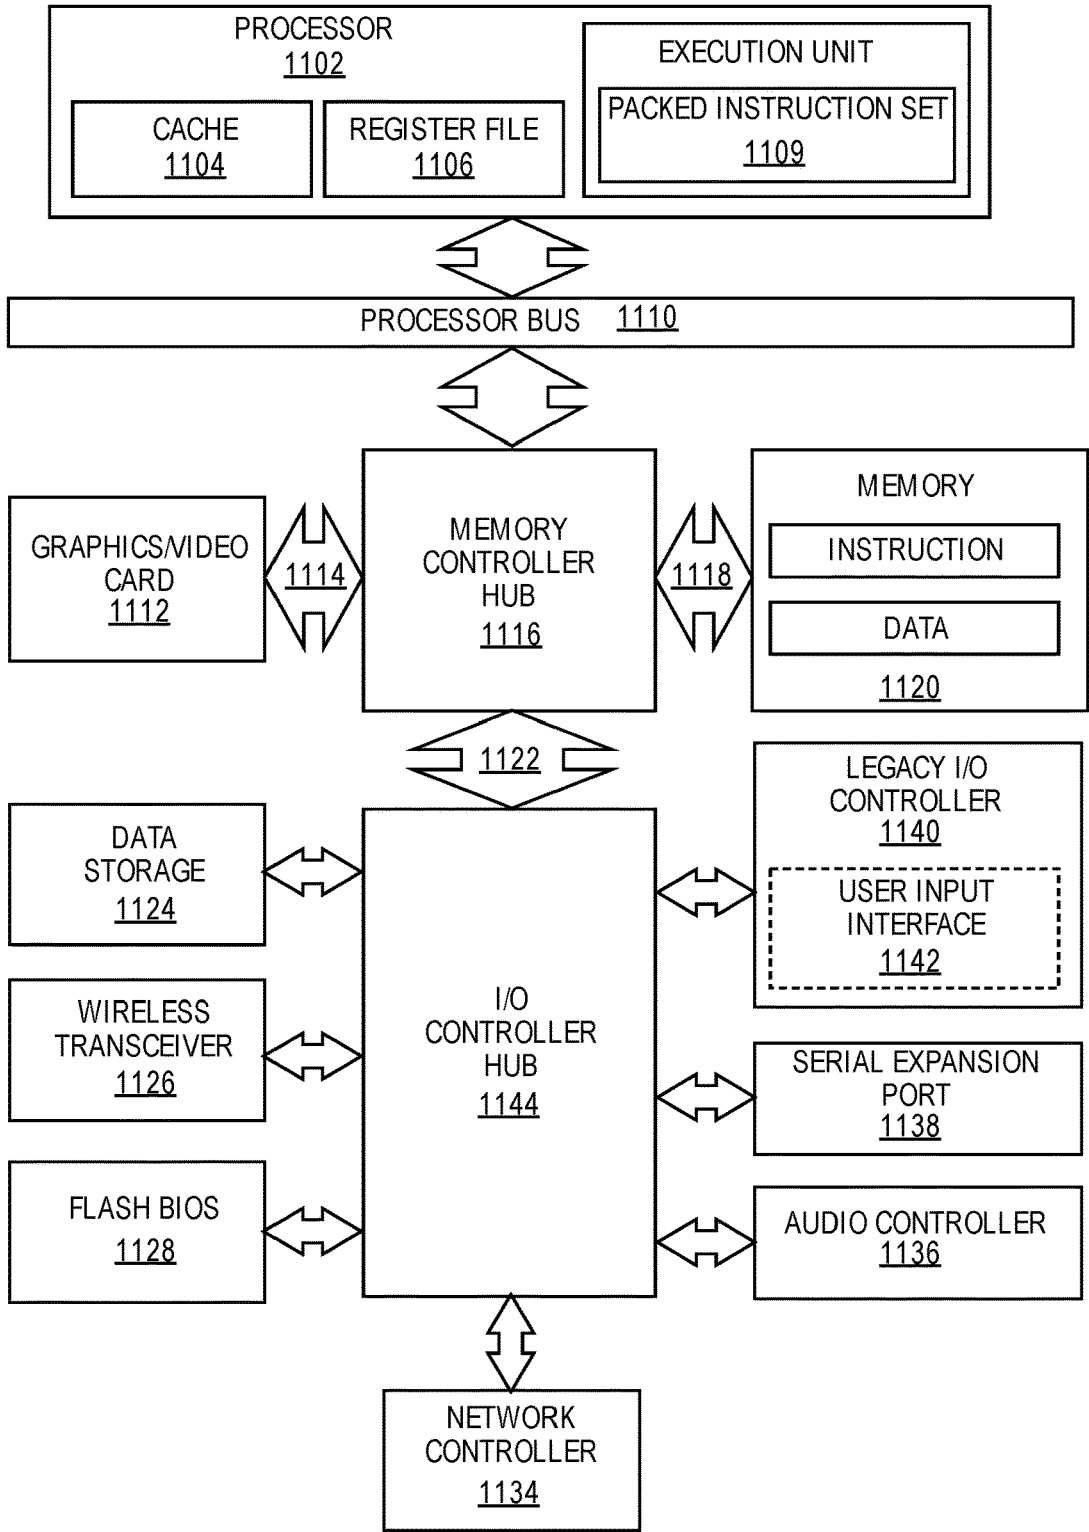 PROCESSOR
1102
CACHE
1104
REGISTER FILE
1106
EXECUTION UNIT
PACKED INSTRUCTION SET
1109
PROCESSOR BUS 1110
GRAPHICS/VIDEO
CARD
1112
1114
MEMORY
CONTROLLER
HUB
1116
1118
MEMORY
INSTRUCTION
DATA
1120
1122
DATA
STORAGE
1124
WIRELESS
TRANSCEIVER
1126
FLASH BIOS
1128
I/O
CONTROLLER
HUB
1144
LEGACY I/O
CONTROLLER
1140
USER INPUT
INTERFACE
1142
SERIAL EXPANSION
PORT
1138
AUDIO CONTROLLER
1136
NETWORK
CONTROLLER
1134